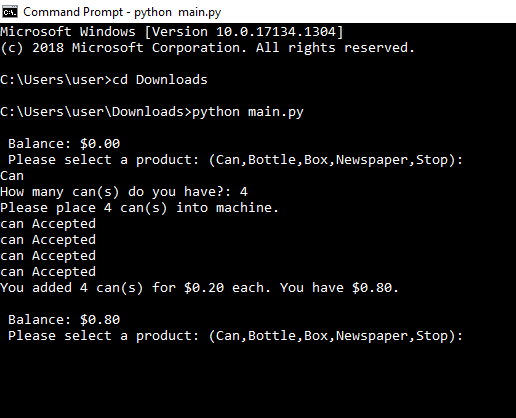 Command Prompt - python  main.py
Microsoft Windows [Version 10.0.17134.1304]
(c) 2018 Microsoft Corporation. All rights reserved.
C:\Users\user>cd Downloads
C:\Users\user\Downloads>python main.py
Balance: $0.00
Please select a product: (Can,Bottle,Box,Newspaper,Stop):
Can
How many can(s) do you have?: 4
Please place 4 can(s) into machine.
can Accepted
can Accepted
can Accepted
can Accepted
You added 4 can(s) for $0.20 each. You have $0.80.
Balance: $0.80
Please select a product: (Can,Bottle,Box,Newspaper,Stop):